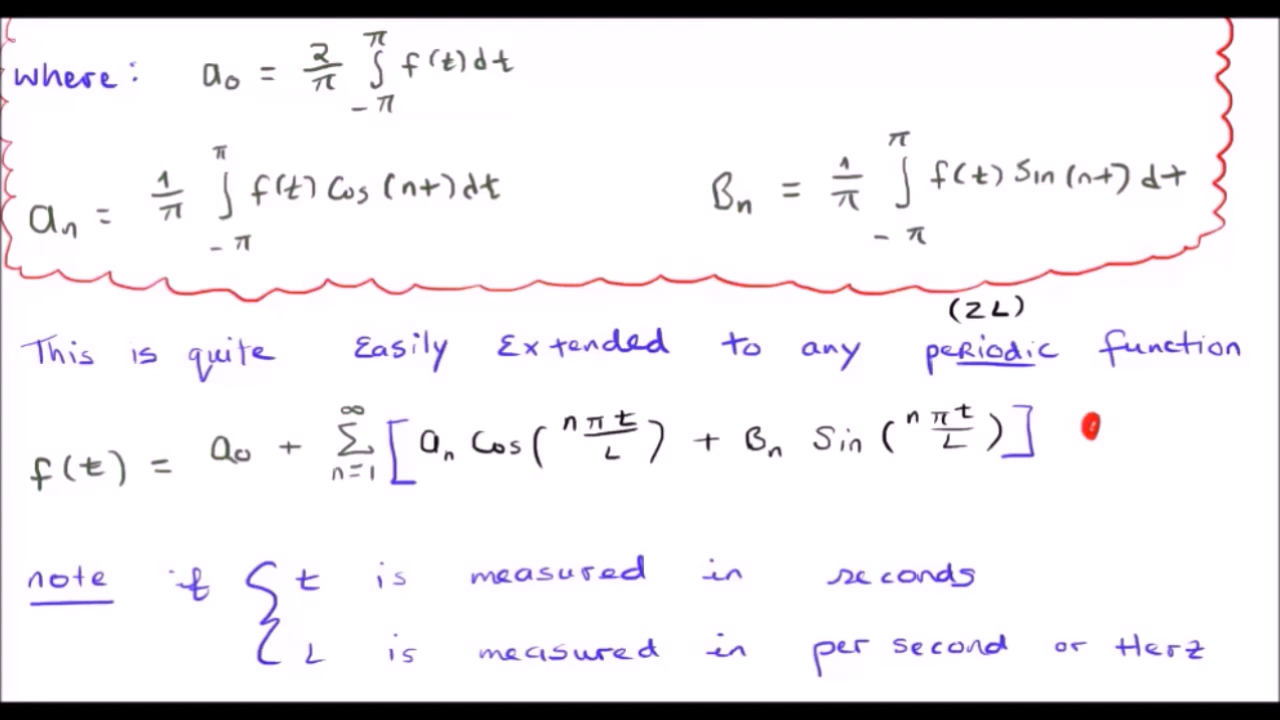 where: a₀ = 2/π ∫_{-π}^{π} f(t)dt
aₙ = 1/π ∫_{-π}^{π} f(t) Cos (nt) dt Bₙ = 1/π ∫_{-π}^{π} f(t) Sin (nt) dt
(2L)
This is quite Easily Extended to any periodic function
f(t) = a₀ + ∑_{n=1}^{∞} [aₙ Cos(nπt/L) + Bₙ Sin (nπt/L)]
note if { t is measured in seconds
L is measured in per second or Herz